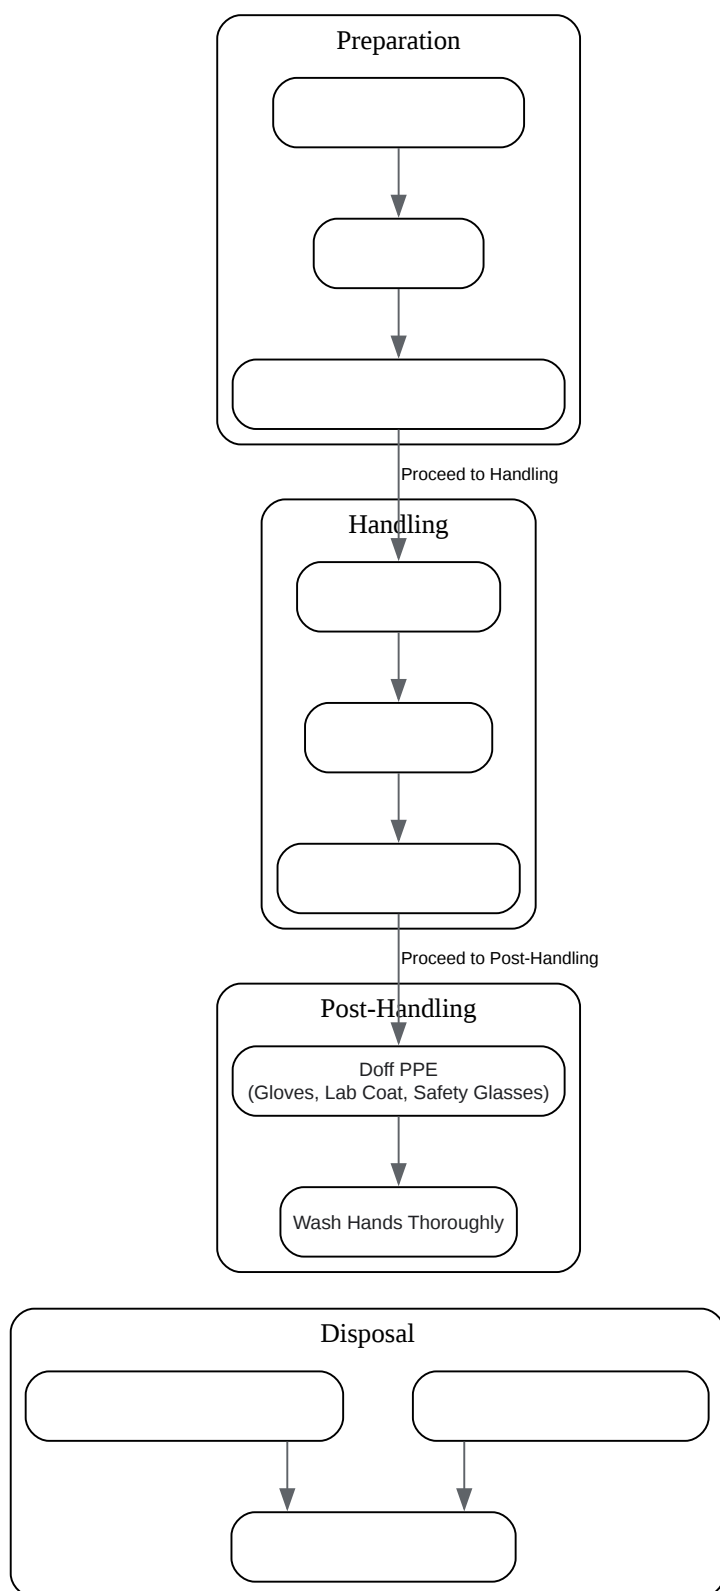 Preparation
Proceed to Handling
Handling
Proceed to Post-Handling
Post-Handling
Doff PPE
(Gloves, Lab Coat, Safety Glasses)
Wash Hands Thoroughly
Disposal